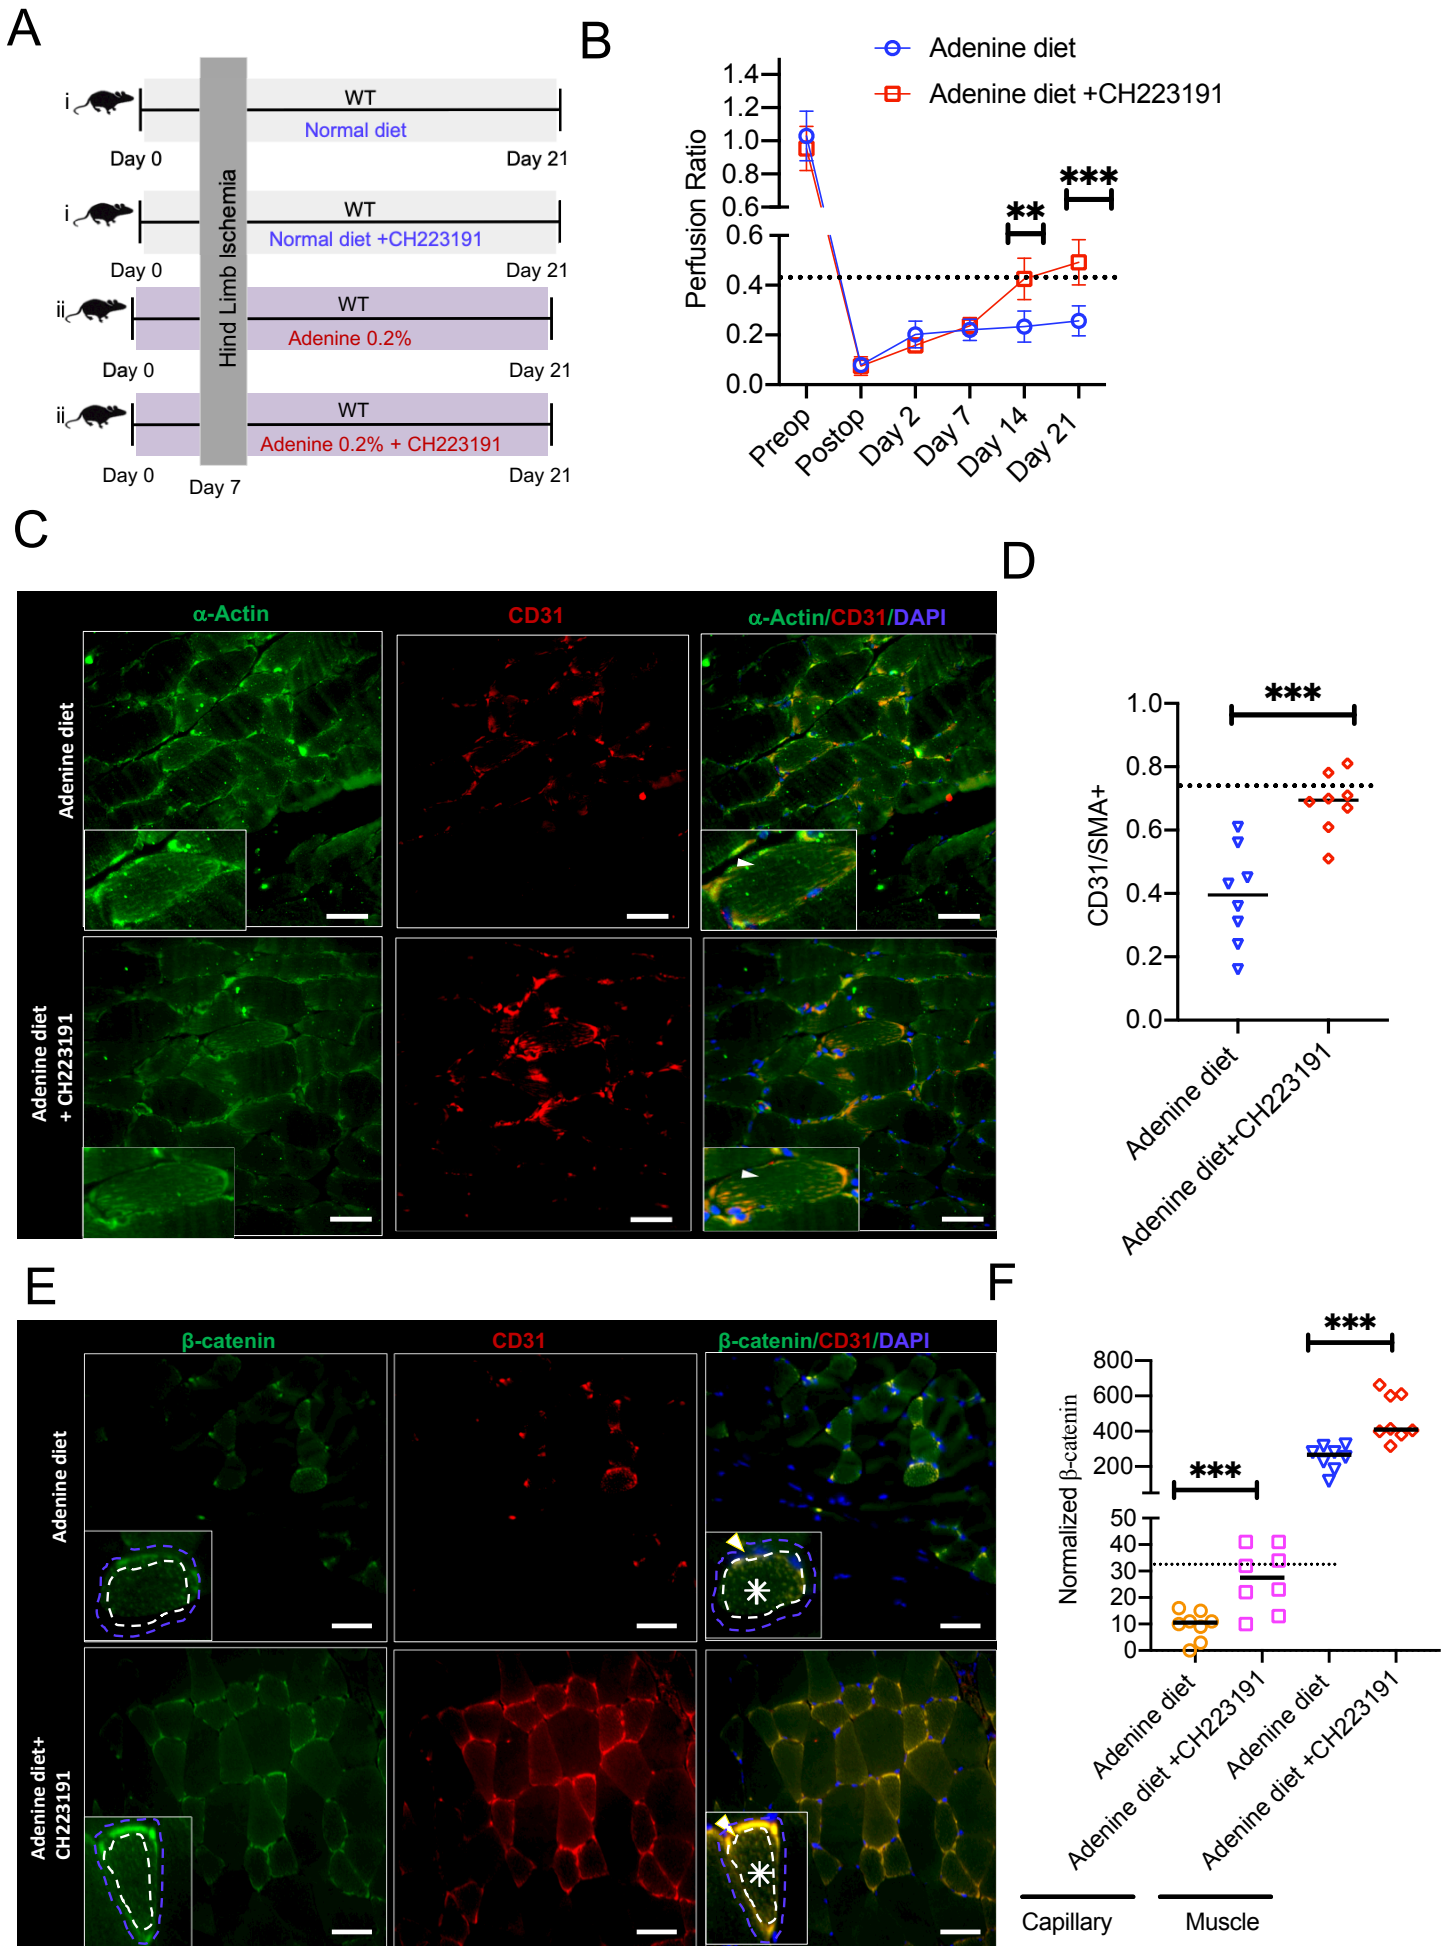 A
i
WT
Normal diet
Day 0
Day 21
i
WT
Normal diet +CH223191
Day 0
Day 21
ii
WT
Adenine 0.2%
Day 0
Day 21
ii
WT
Adenine 0.2% + CH223191
Day 0
Day 7
Day 21
Hind Limb Ischemia
B
Adenine diet
Adenine diet +CH223191
Perfusion Ratio
1.4
1.2
1.0
0.8
0.6
0.6
0.4
0.2
0.0
**
***
Preop
Postop
Day 2
Day 7
Day 14
Day 21
C
α-Actin
CD31
α-Actin/CD31/DAPI
Adenine diet
Adenine diet
+ CH223191
D
***
CD31/SMA+
1.0
0.8
0.6
0.4
0.2
0.0
Adenine diet
Adenine diet+CH223191
E
β-catenin
CD31
β-catenin/CD31/DAPI
Adenine diet
*
Adenine diet+
CH223191
*
F
***
***
Normalized β-catenin
800
600
400
200
50
40
30
20
10
0
Adenine diet
Adenine diet +CH223191
Adenine diet
Adenine diet +CH223191
Capillary
Muscle